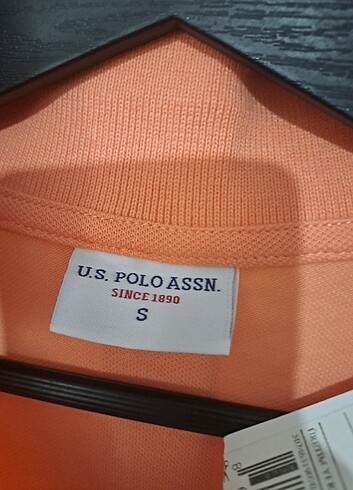 U.S. POLO ASSN.
SINCE 1890
S